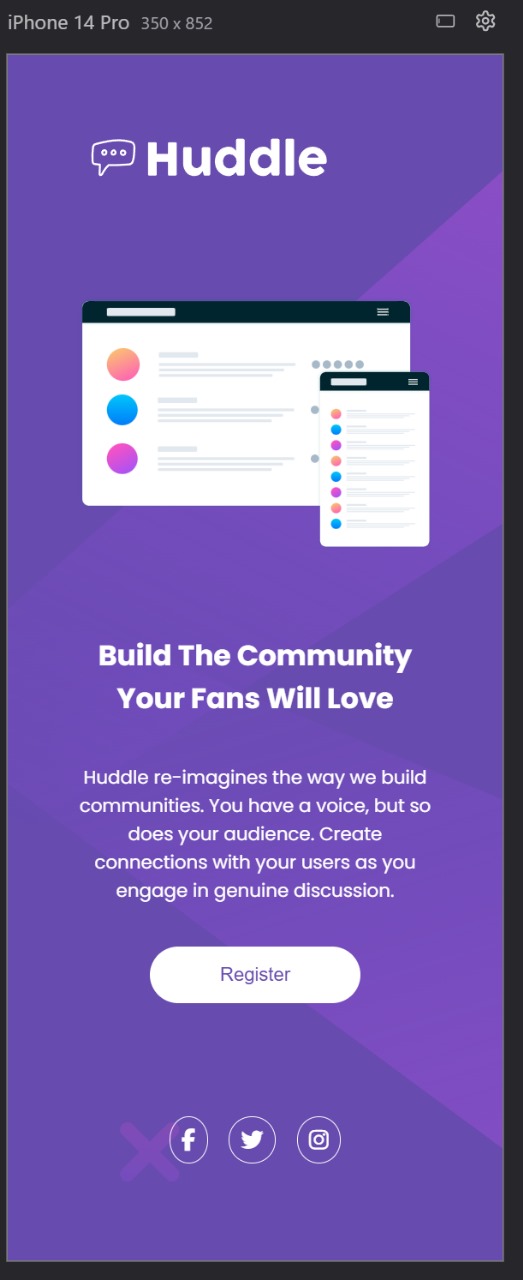 iPhone 14 Pro 350 x 852
Huddle
Build The Community
Your Fans Will Love
Huddle re-imagines the way we build
communities. You have a voice, but so
does your audience. Create
connections with your users as you
engage in genuine discussion.
Register